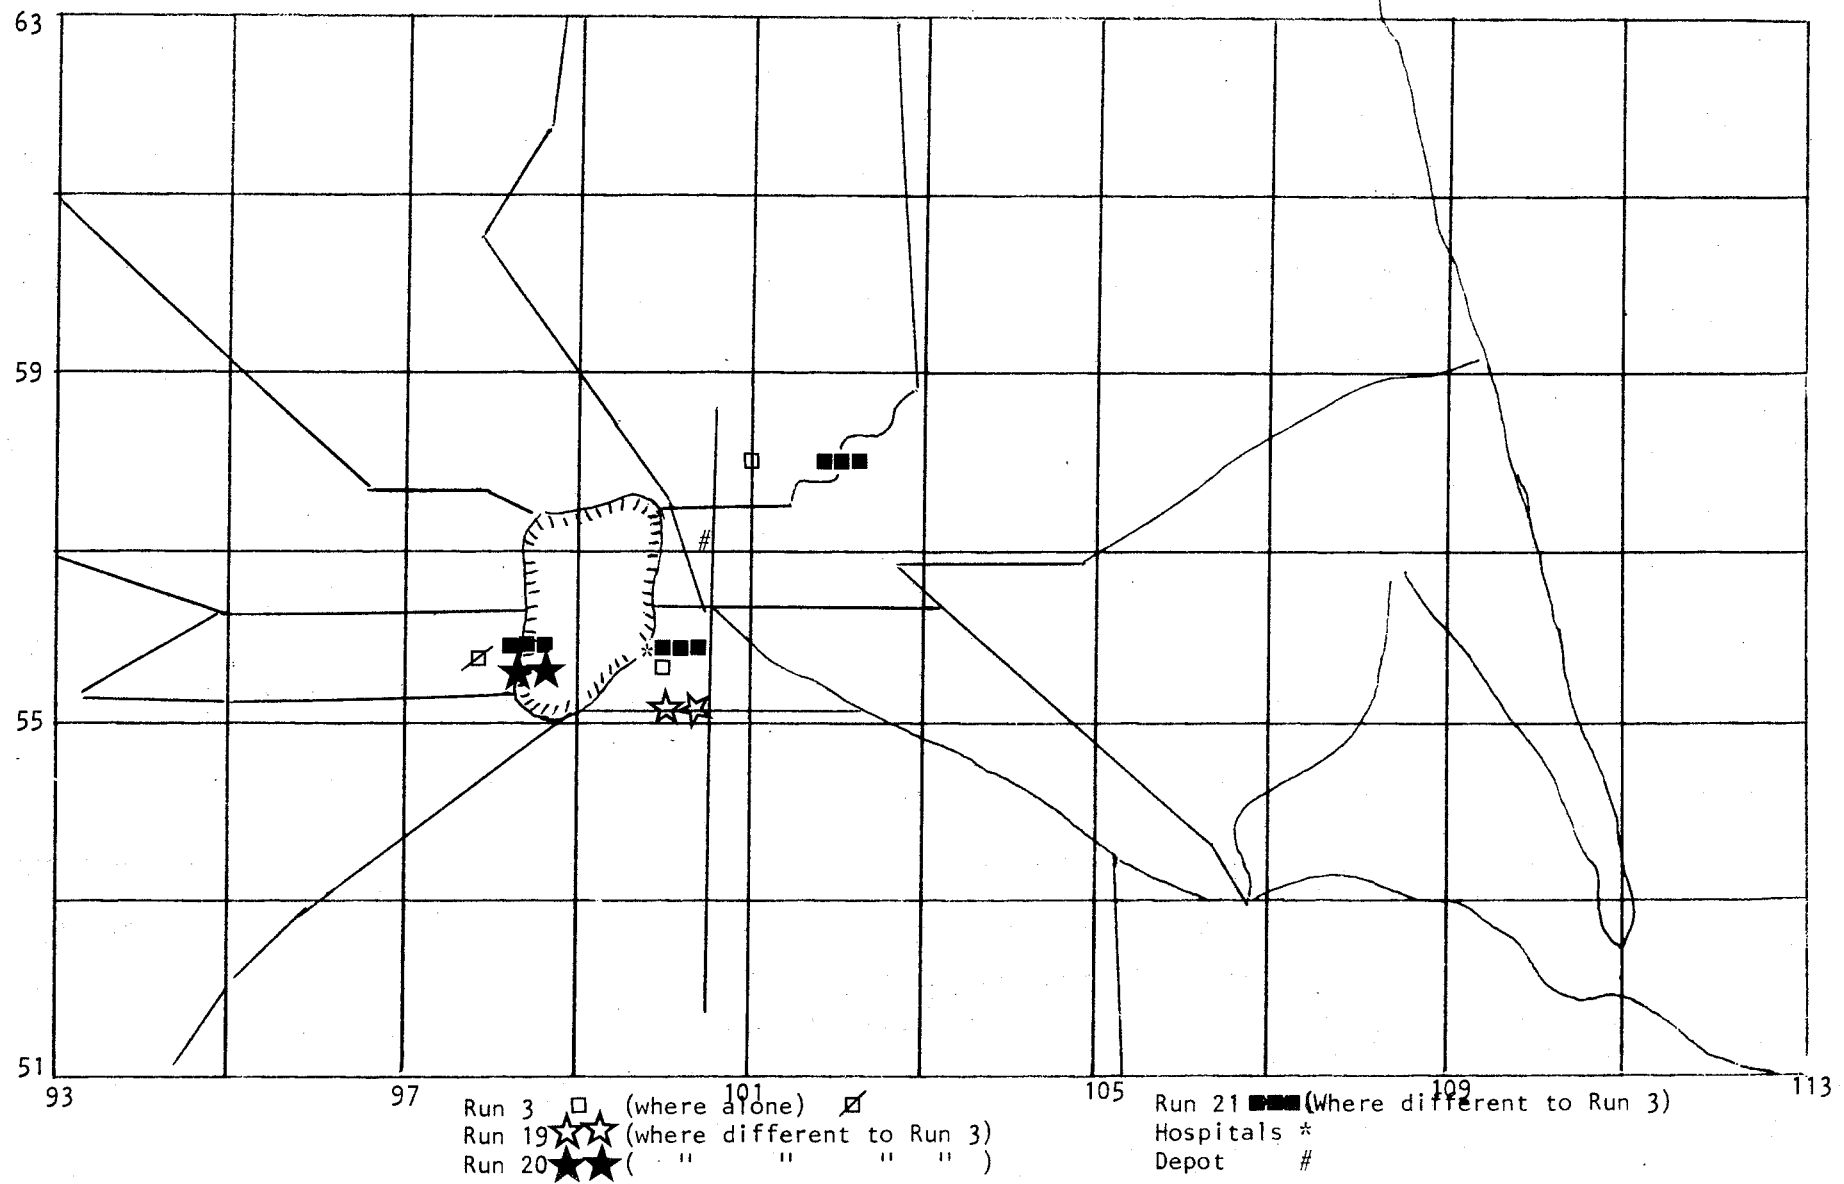 63
59
#
*
55
51
93 97 101 105 109 113
Run 3 □ (where alone)
Run 19 ☆☆ (where different to Run 3)
Run 20 ★★ ( " " " " )
Run 21 ■■■ (Where different to Run 3)
Hospitals *
Depot #